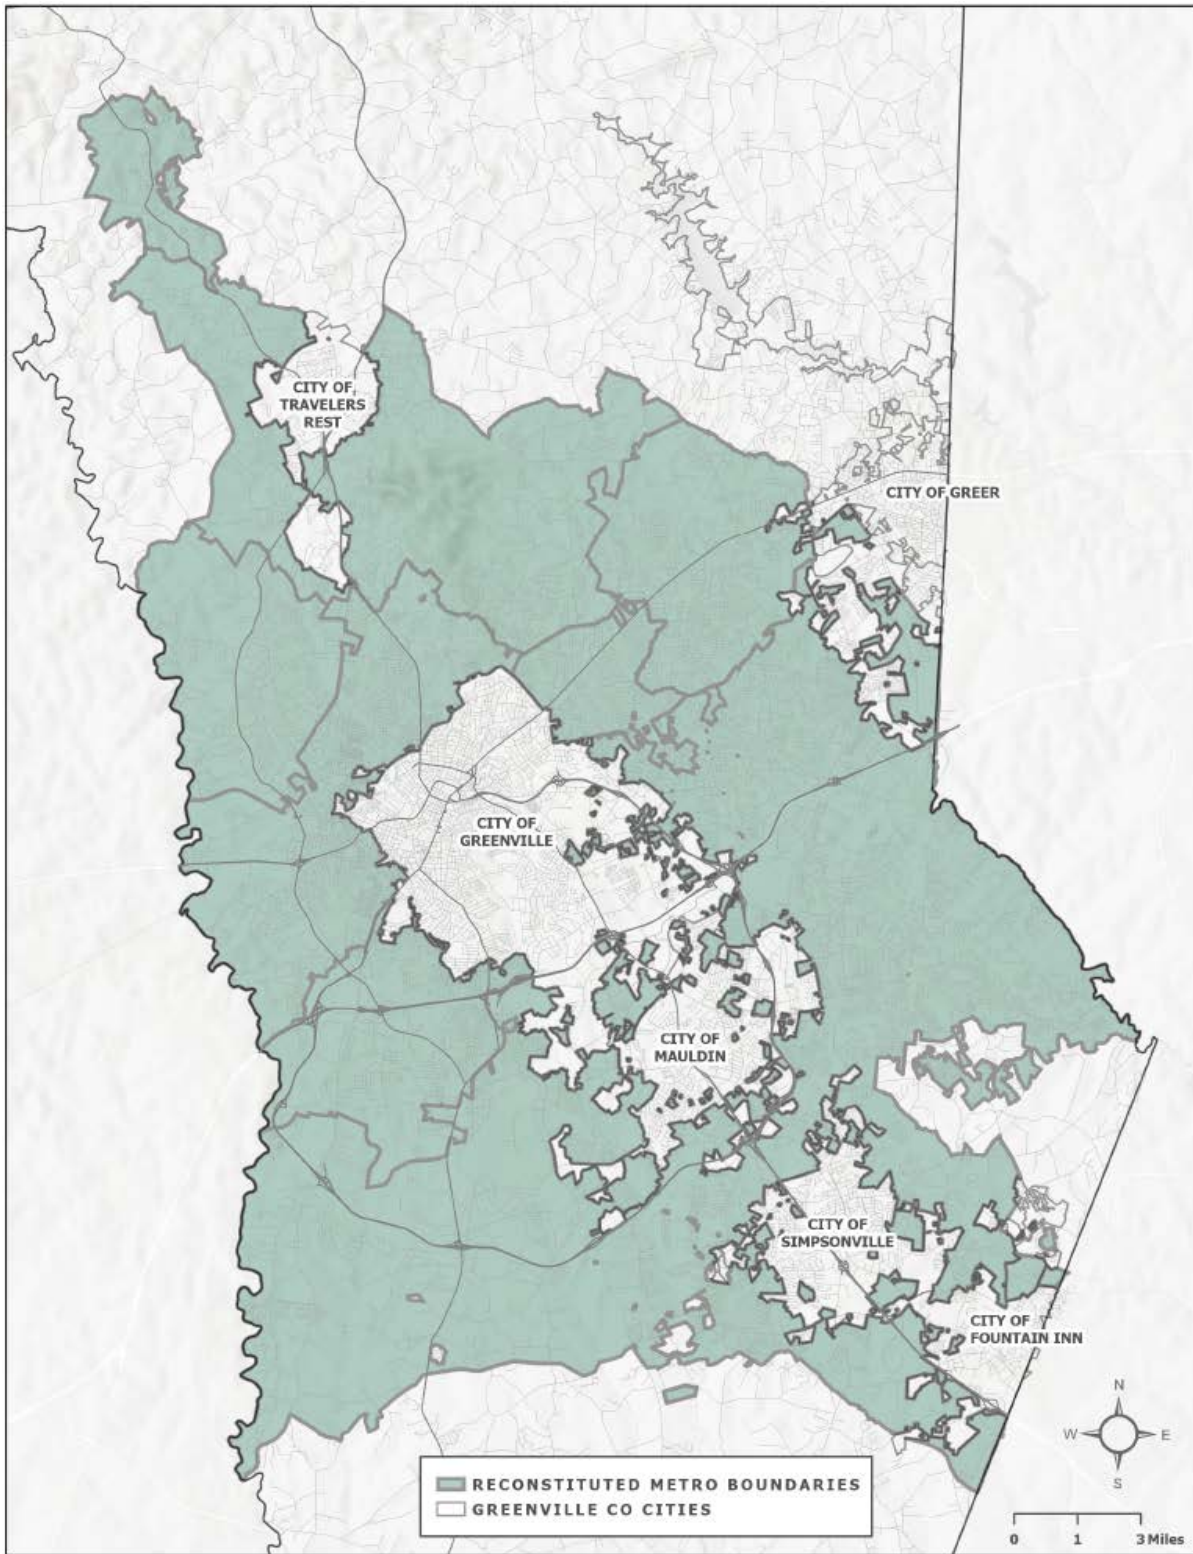 CITY OF
TRAVELERS
REST
CITY OF GREER
CITY OF
GREENVILLE
CITY OF
MAULDIN
CITY OF
SIMPSONVILLE
CITY OF
FOUNTAIN INN
N
W E
S
RECONSTITUTED METRO BOUNDARIES
GREENVILLE CO CITIES
0 1 3 Miles